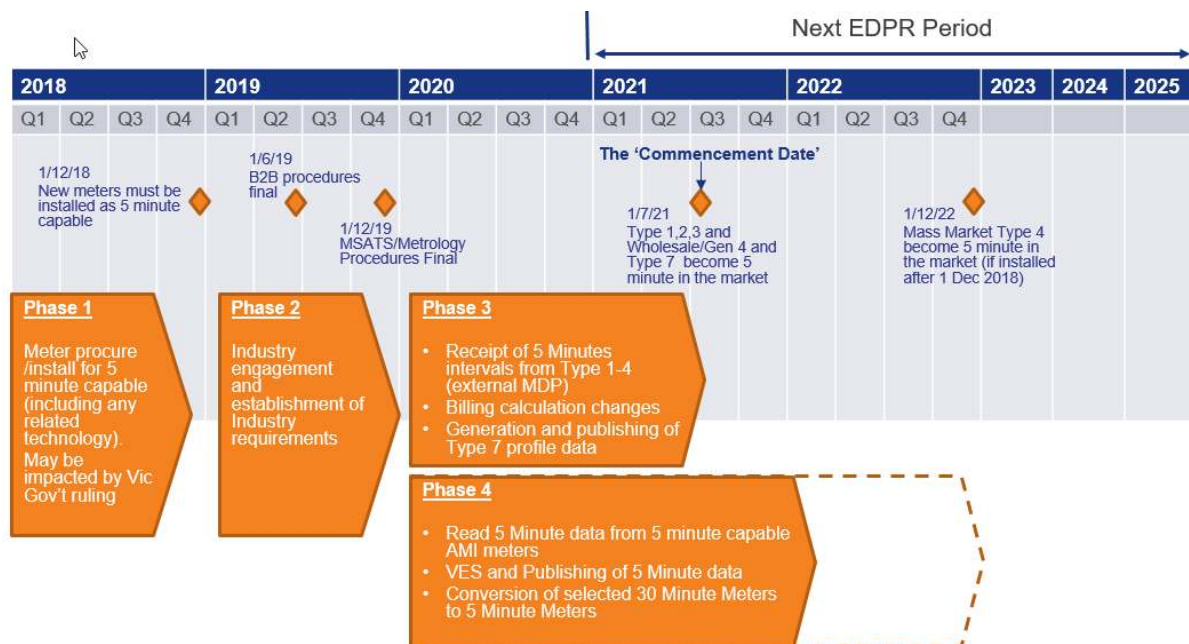 Next EDPR Period
2018 2019 2020 2021 2022 2023 2024 2025
Q1 Q2 Q3 Q4 Q1 Q2 Q3 Q4 Q1 Q2 Q3 Q4 Q1 Q2 Q3 Q4 Q1 Q2 Q3 Q4
1/12/18
New meters must be
installed as 5 minute
capable
1/6/19
B2B procedures
final
1/12/19
MSATS/Metrology
Procedures Final
The ‘Commencement Date’
1/7/21
Type 1,2,3 and
Wholesale/Gen 4 and
Type 7 become 5
minute in the market
1/12/22
Mass Market Type 4
become 5 minute in
the market (if installed
after 1 Dec 2018)
Phase 1
Meter procure
/install for 5
minute capable
(including any
related
technology).
May be
impacted by Vic
Gov’t ruling
Phase 2
Industry
engagement
and
establishment of
Industry
requirements
Phase 3
• Receipt of 5 Minutes
intervals from Type 1-4
(external MDP)
• Billing calculation changes
• Generation and publishing of
Type 7 profile data
Phase 4
• Read 5 Minute data from 5 minute capable
AMI meters
• VES and Publishing of 5 Minute data
• Conversion of selected 30 Minute Meters
to 5 Minute Meters